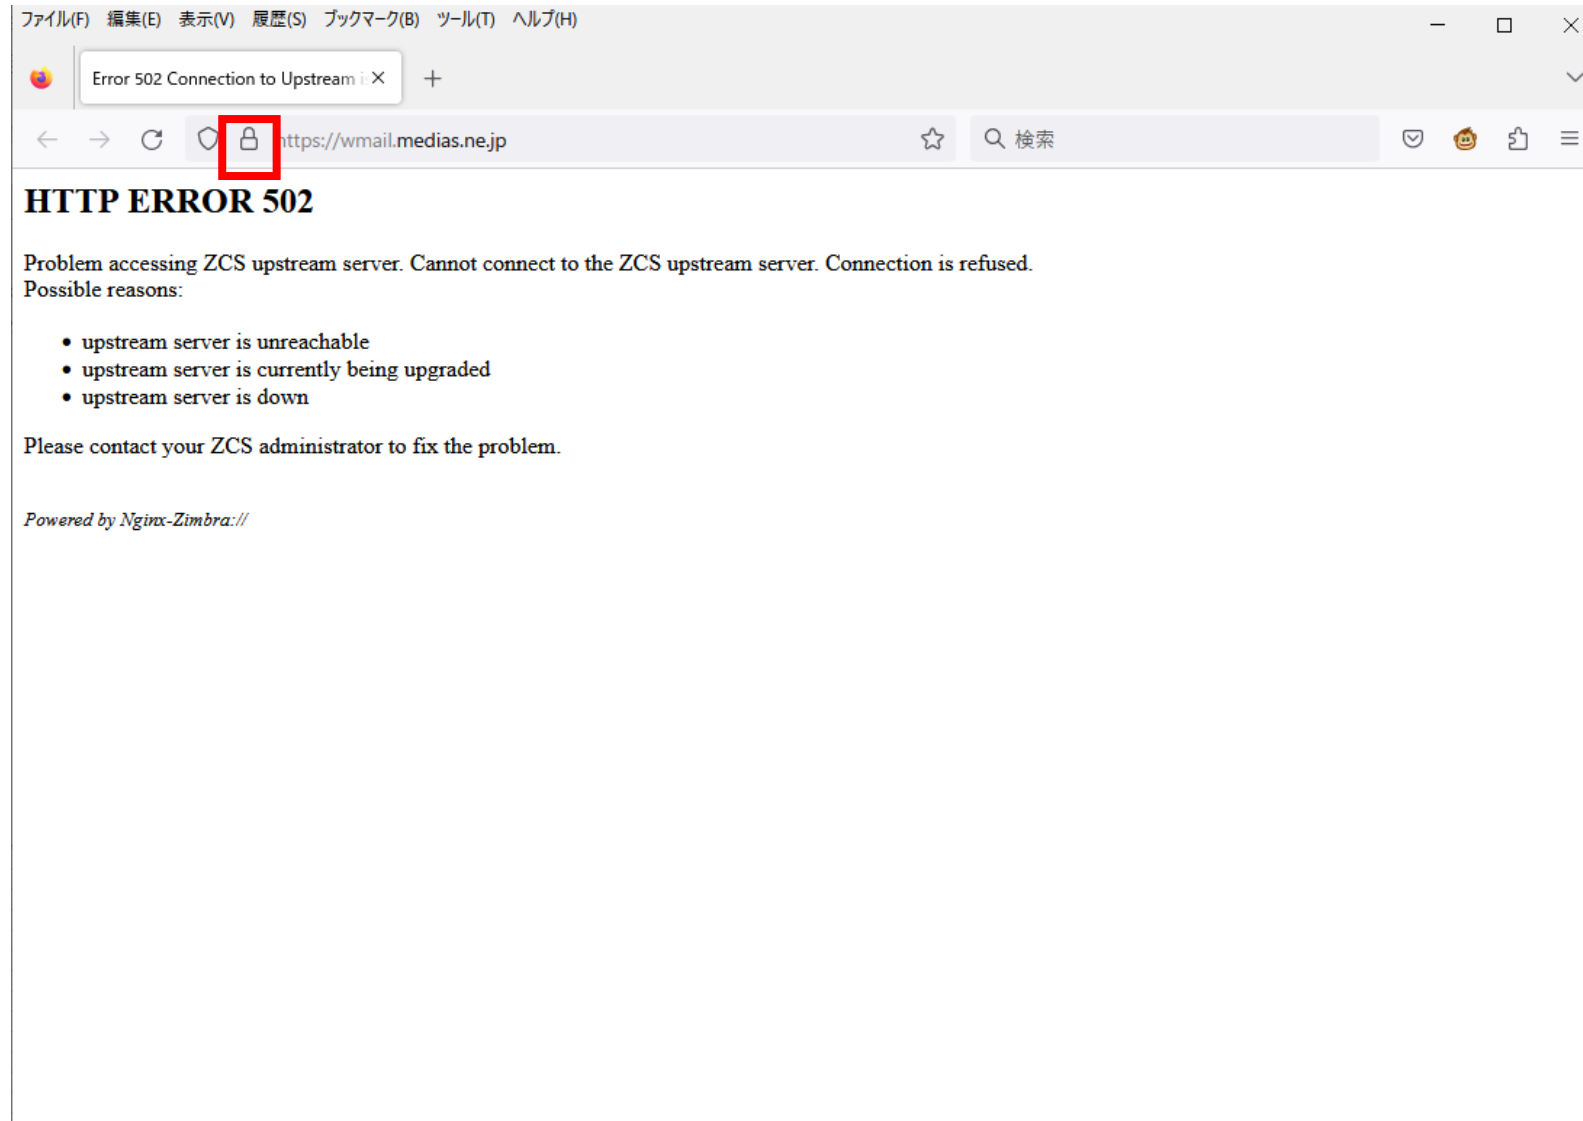 ファイル(F) 編集(E) 表示(V) 履歴(S) ブックマーク(B) ツール(T) ヘルプ(H)
Error 502 Connection to Upstream is
https://wmail.medias.ne.jp
検索
HTTP ERROR 502
Problem accessing ZCS upstream server. Cannot connect to the ZCS upstream server. Connection is refused.
Possible reasons:
• upstream server is unreachable
• upstream server is currently being upgraded
• upstream server is down
Please contact your ZCS administrator to fix the problem.
Powered by Nginx-Zimbra://